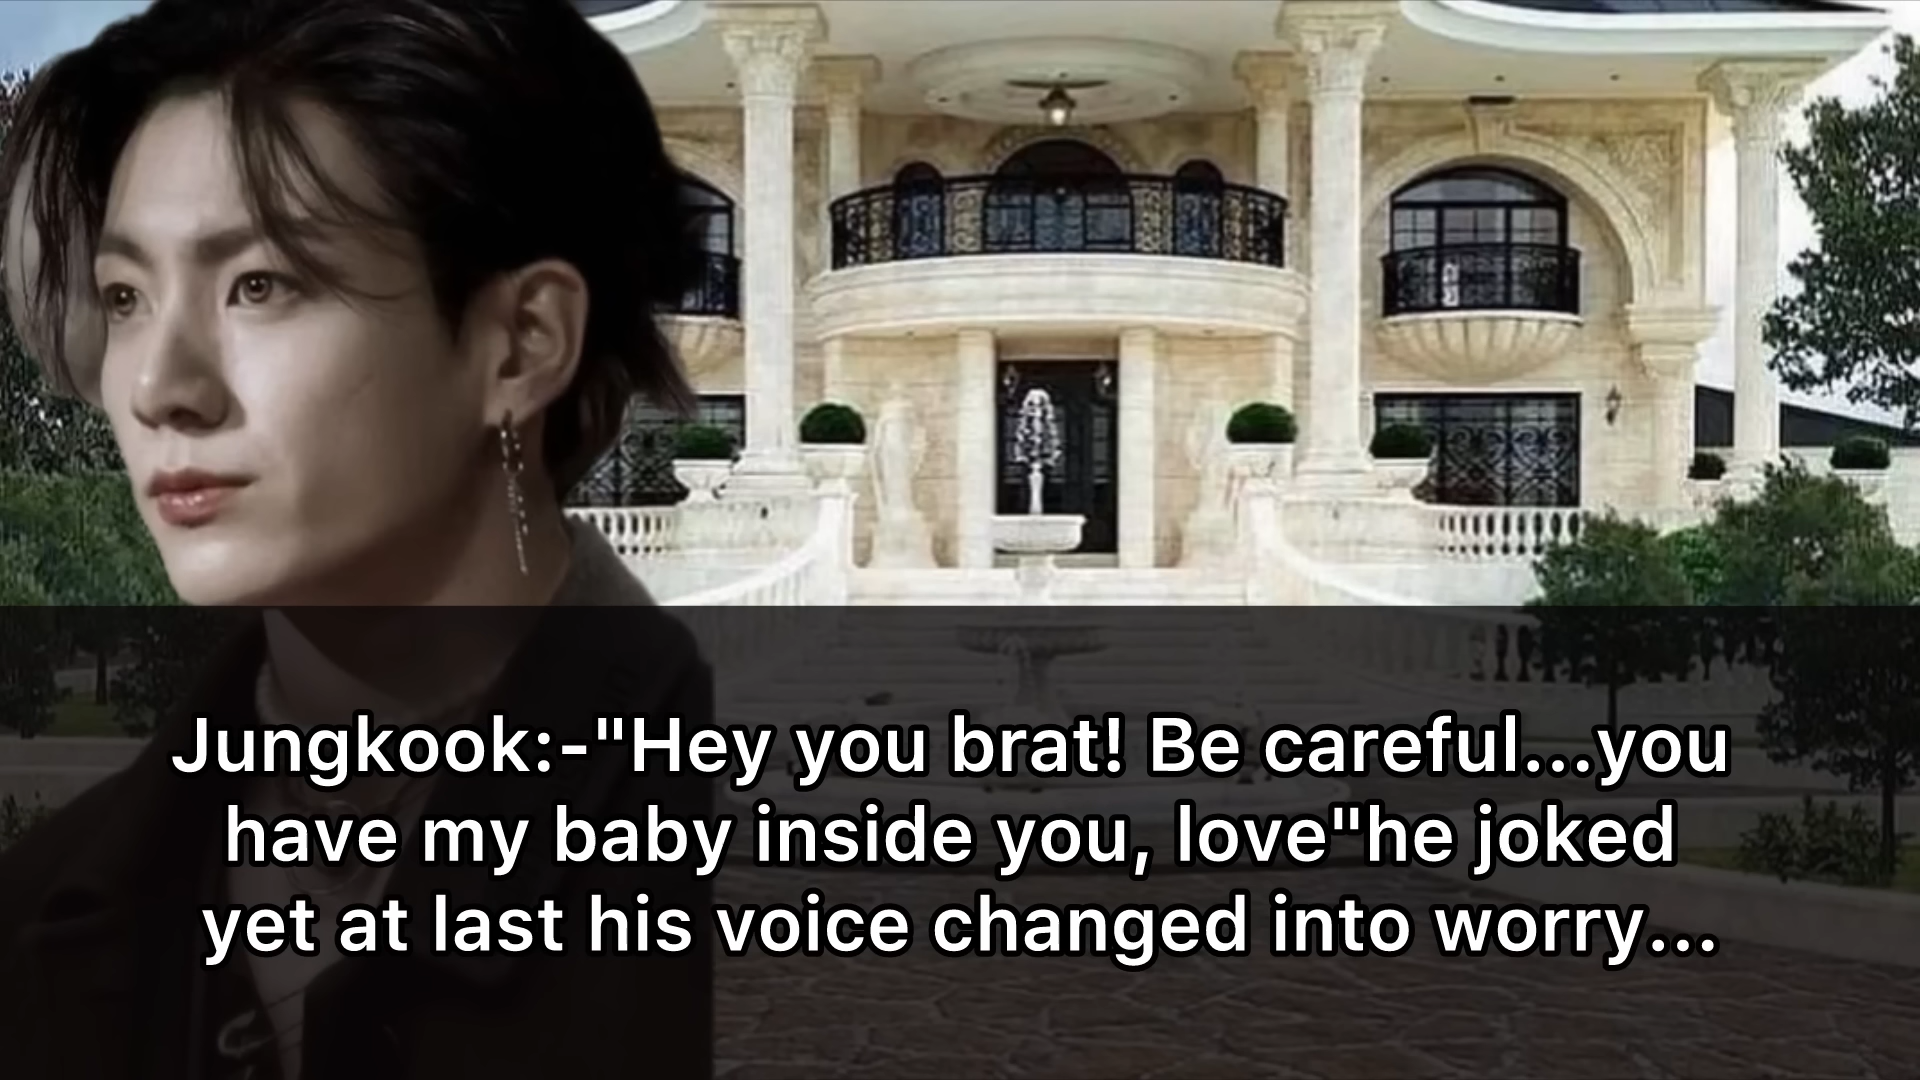 Jungkook:-"Hey you brat! Be careful...you
have my baby inside you, love"he joked
yet at last his voice changed into worry...